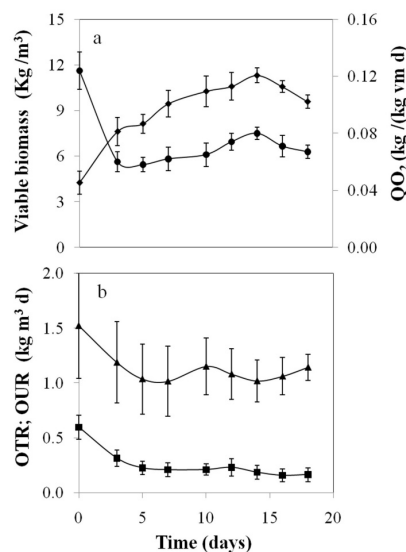 a
15
12
9
6
3
0
Viable biomass (Kg /m³)
0.16
0.12
0.08
0.04
0.00
QO₂ (kg /(kg vm d)
b
2.0
1.5
1.0
0.5
0.0
OTR; OUR (kg m³ d)
0 5 10 15 20
Time (days)